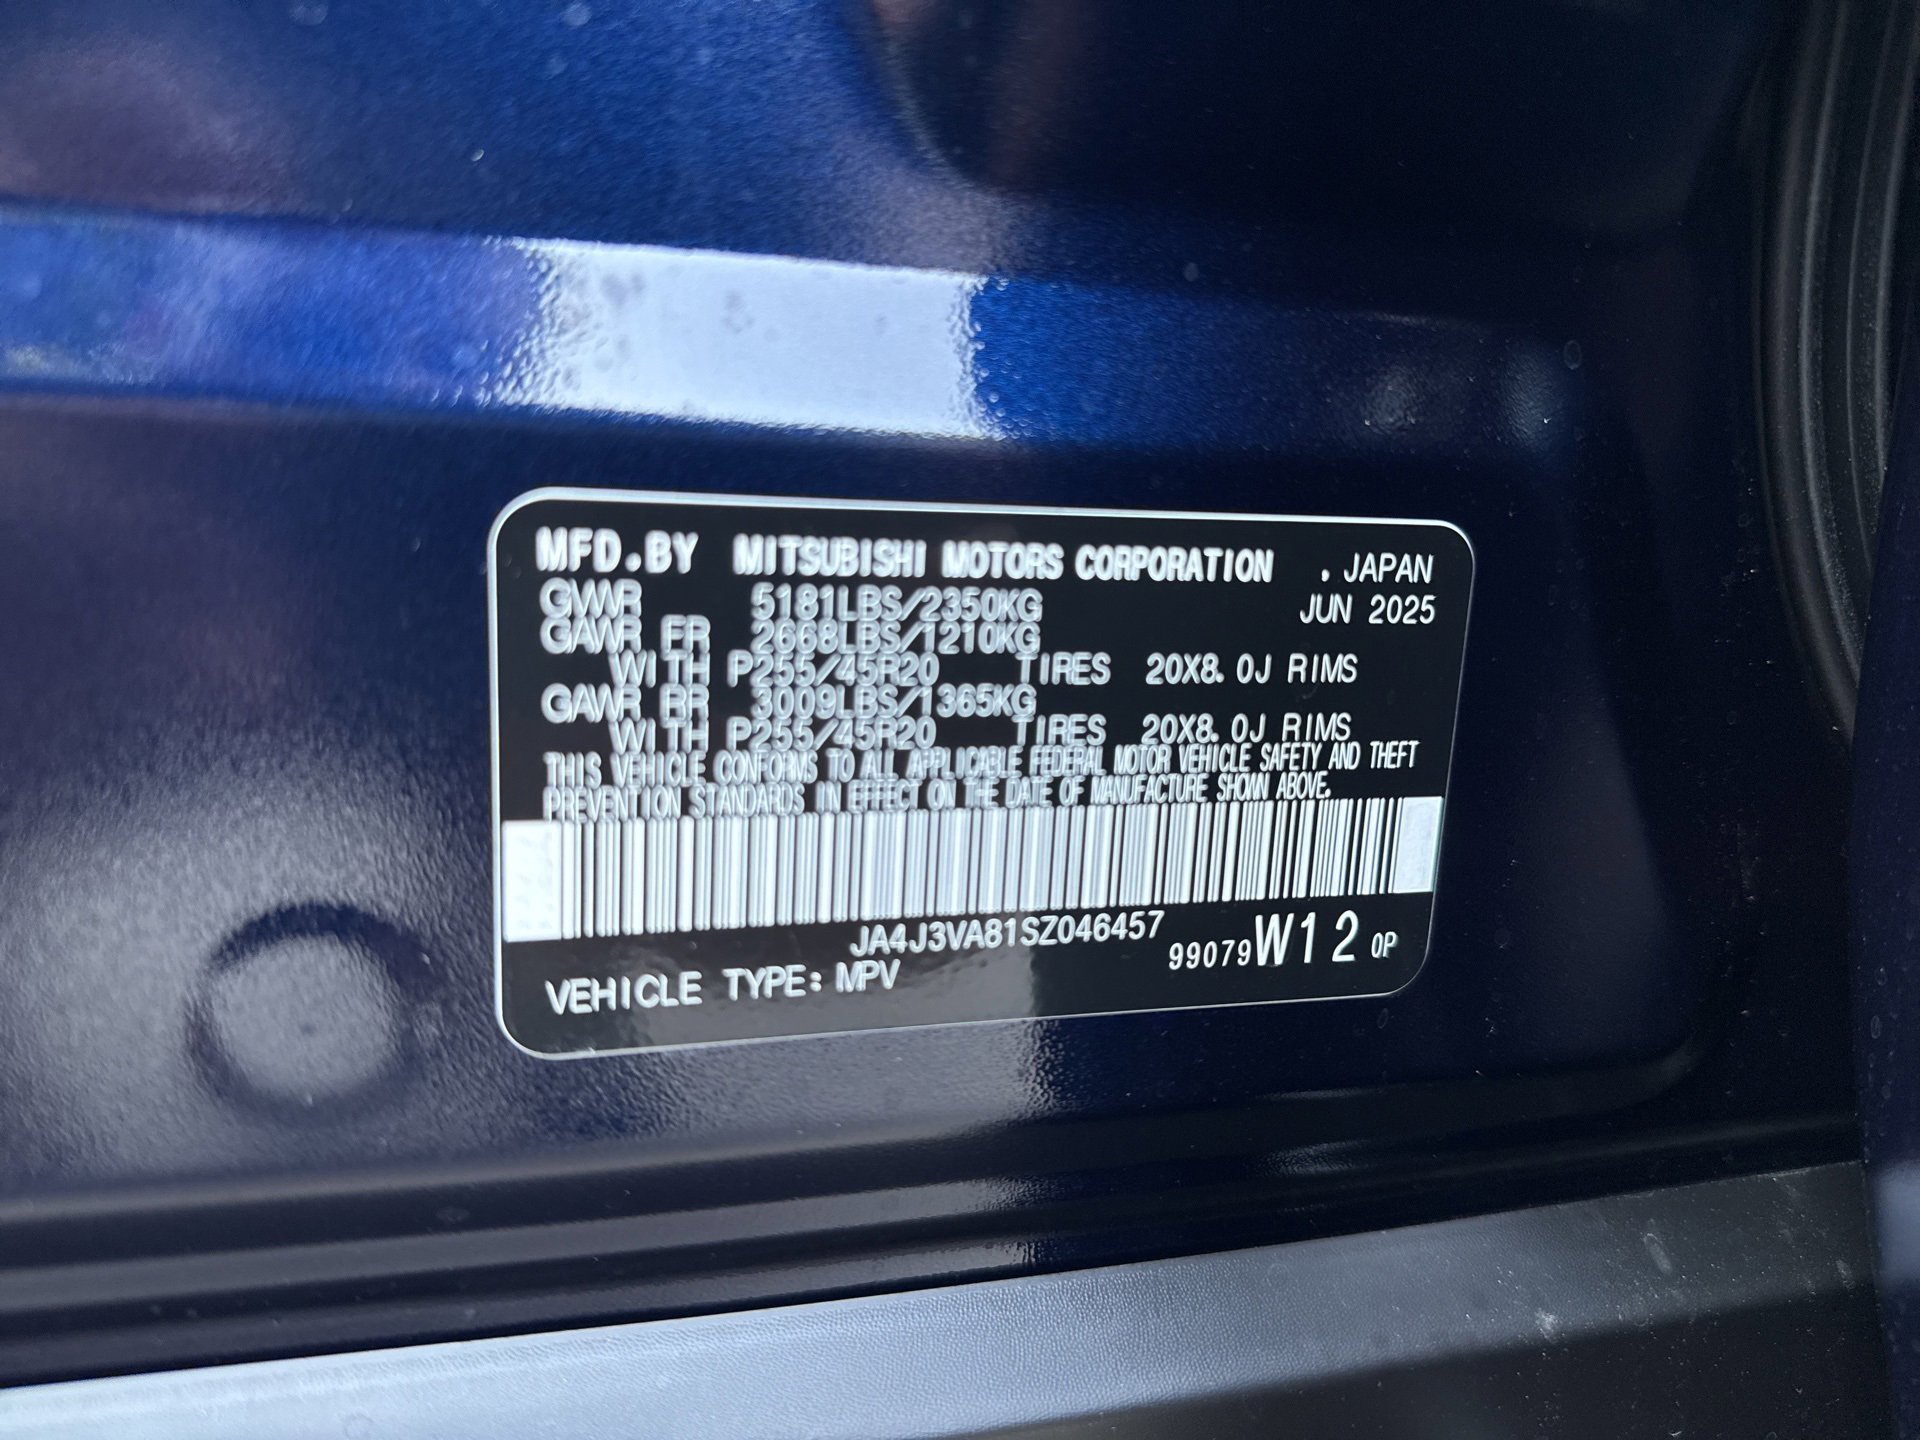 MFD.BY MITSUBISHI MOTORS CORPORATION . JAPAN
GVWR 5181LBS/2350KG JUN 2025
GAWR FR 2668LBS/1210KG
WITH P255/45R20 TIRES 20X8.0J RIMS
GAWR RR 3009LBS/1365KG
WITH P255/45R20 TIRES 20X8.0J RIMS
THIS VEHICLE CONFORMS TO ALL APPLICABLE FEDERAL MOTOR VEHICLE SAFETY AND THEFT
PREVENTION STANDARDS IN EFFECT ON THE DATE OF MANUFACTURE SHOWN ABOVE.
JA4J3VA81SZ046457
99079W12 0P
VEHICLE TYPE: MPV